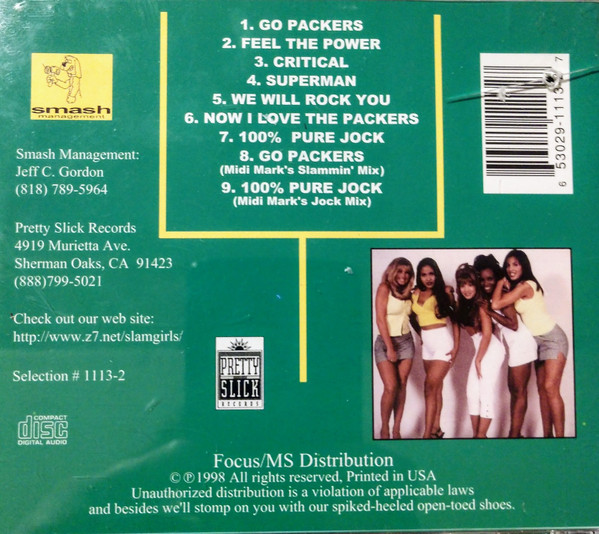 1. GO PACKERS
2. FEEL THE POWER
3. CRITICAL
4. SUPERMAN
5. WE WILL ROCK YOU
6. NOW I LOVE THE PACKERS
7. 100% PURE JOCK
8. GO PACKERS
(Midi Mark's Slammin' Mix)
9. 100% PURE JOCK
(Midi Mark's Jock Mix)
smash
management
Smash Management:
Jeff C. Gordon
(818) 789-5964
Pretty Slick Records
4919 Murietta Ave.
Sherman Oaks, CA 91423
(888)799-5021
Check out our web site:
http://www.z7.net/slamgirls/
Selection # 1113-2
COMPACT
disc
DIGITAL AUDIO
PRETTY
SLICK
RECORDS
6 53029-1113 7
Focus/MS Distribution
© ℗ 1998 All rights reserved, Printed in USA
Unauthorized distribution is a violation of applicable laws
and besides we'll stomp on you with our spiked-heeled open-toed shoes.